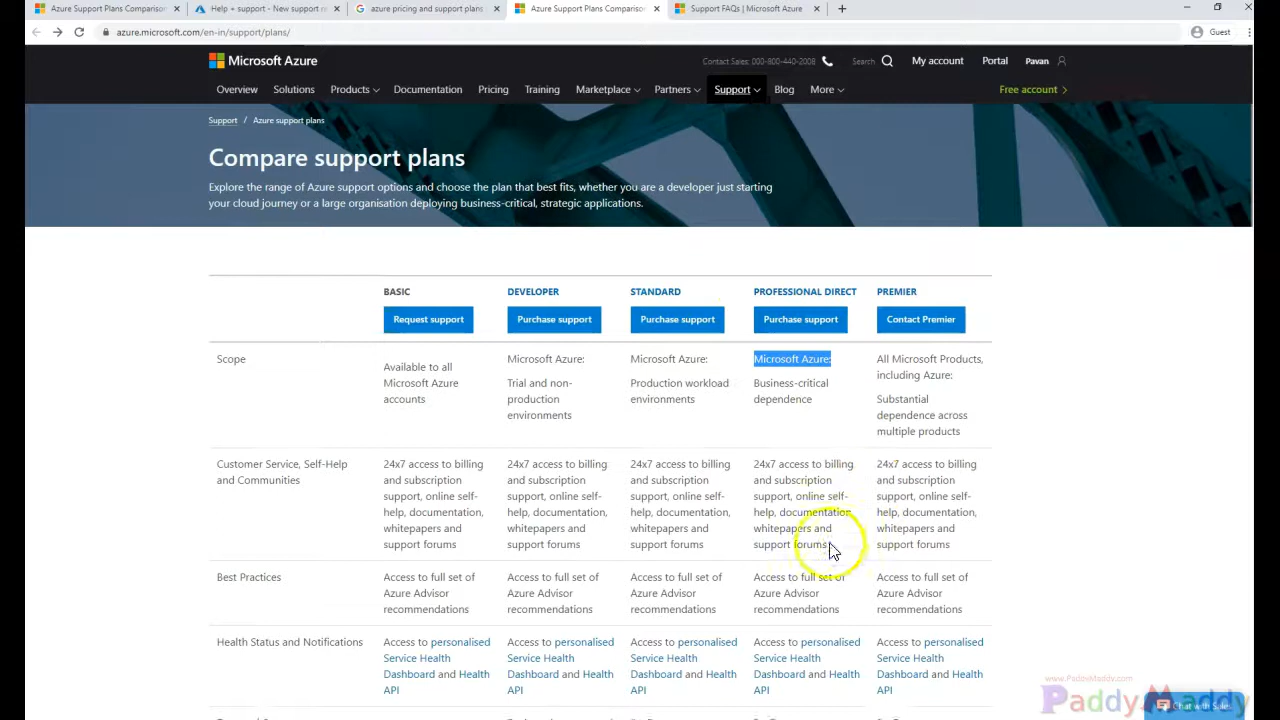 Azure Support Plans Comparison
Help + support - New support re
azure pricing and support plans
Azure Support Plans Comparison
Support FAQs | Microsoft Azure
azure.microsoft.com/en-in/support/plans/
Guest
Microsoft Azure
Contact Sales: 000-800-440-2008
Search
My account
Portal
Pavan
Overview
Solutions
Products
Documentation
Pricing
Training
Marketplace
Partners
Support
Blog
More
Free account
Support / Azure support plans
Compare support plans
Explore the range of Azure support options and choose the plan that best fits, whether you are a developer just starting
your cloud journey or a large organisation deploying business-critical, strategic applications.
BASIC
DEVELOPER
STANDARD
PROFESSIONAL DIRECT
PREMIER
Request support
Purchase support
Purchase support
Purchase support
Contact Premier
Scope
Available to all
Microsoft Azure
accounts
Microsoft Azure:
Trial and non-
production
environments
Microsoft Azure:
Production workload
environments
Microsoft Azure:
Business-critical
dependence
All Microsoft Products,
including Azure:
Substantial
dependence across
multiple products
Customer Service, Self-Help
and Communities
24x7 access to billing
and subscription
support, online self-
help, documentation,
whitepapers and
support forums
24x7 access to billing
and subscription
support, online self-
help, documentation,
whitepapers and
support forums
24x7 access to billing
and subscription
support, online self-
help, documentation,
whitepapers and
support forums
24x7 access to billing
and subscription
support, online self-
help, documentation,
whitepapers and
support forums
24x7 access to billing
and subscription
support, online self-
help, documentation,
whitepapers and
support forums
Best Practices
Access to full set of
Azure Advisor
recommendations
Access to full set of
Azure Advisor
recommendations
Access to full set of
Azure Advisor
recommendations
Access to full set of
Azure Advisor
recommendations
Access to full set of
Azure Advisor
recommendations
Health Status and Notifications
Access to personalised
Service Health
Dashboard and Health
API
Access to personalised
Service Health
Dashboard and Health
API
Access to personalised
Service Health
Dashboard and Health
API
Access to personalised
Service Health
Dashboard and Health
API
Access to personalised
Service Health
Dashboard and Health
API
www.PaddyMaddy.com
PaddyMaddy
Chat with Sales